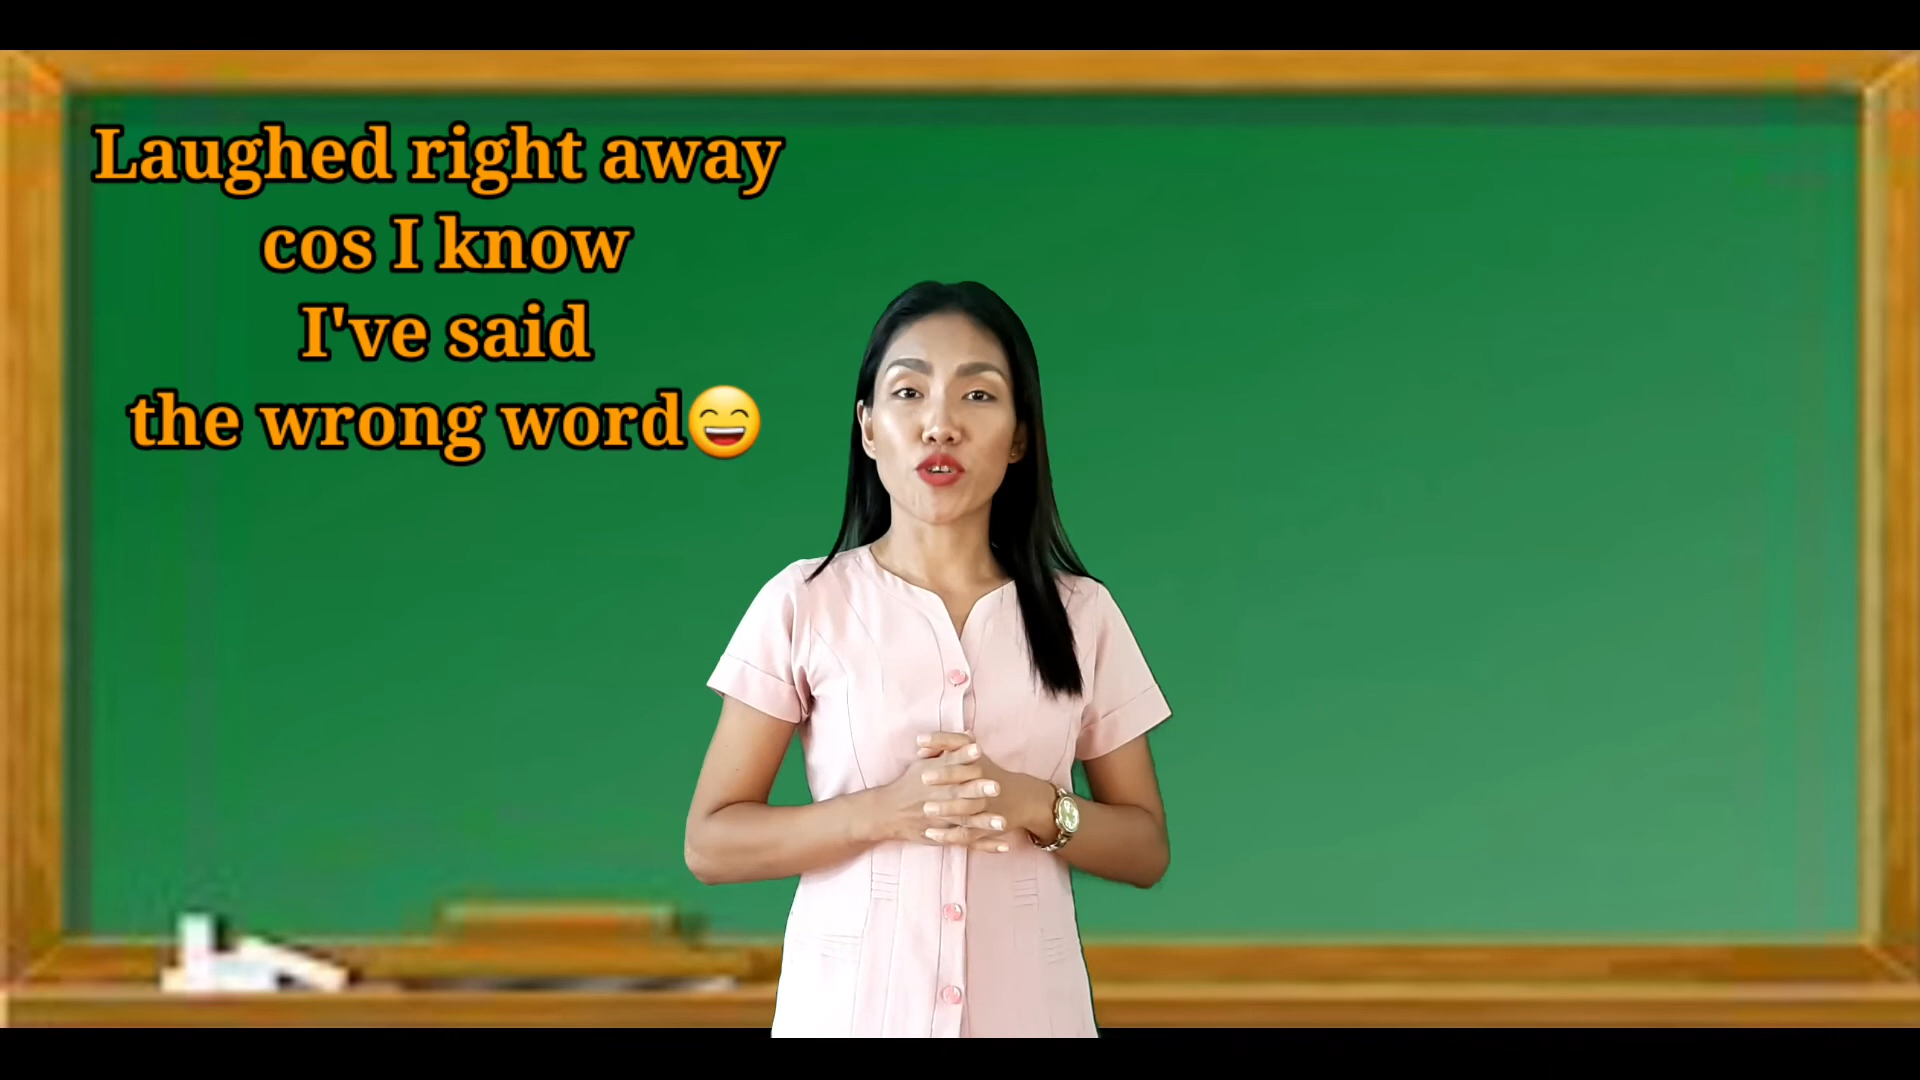 Laughed right away
cos I know
I've said
the wrong word😄